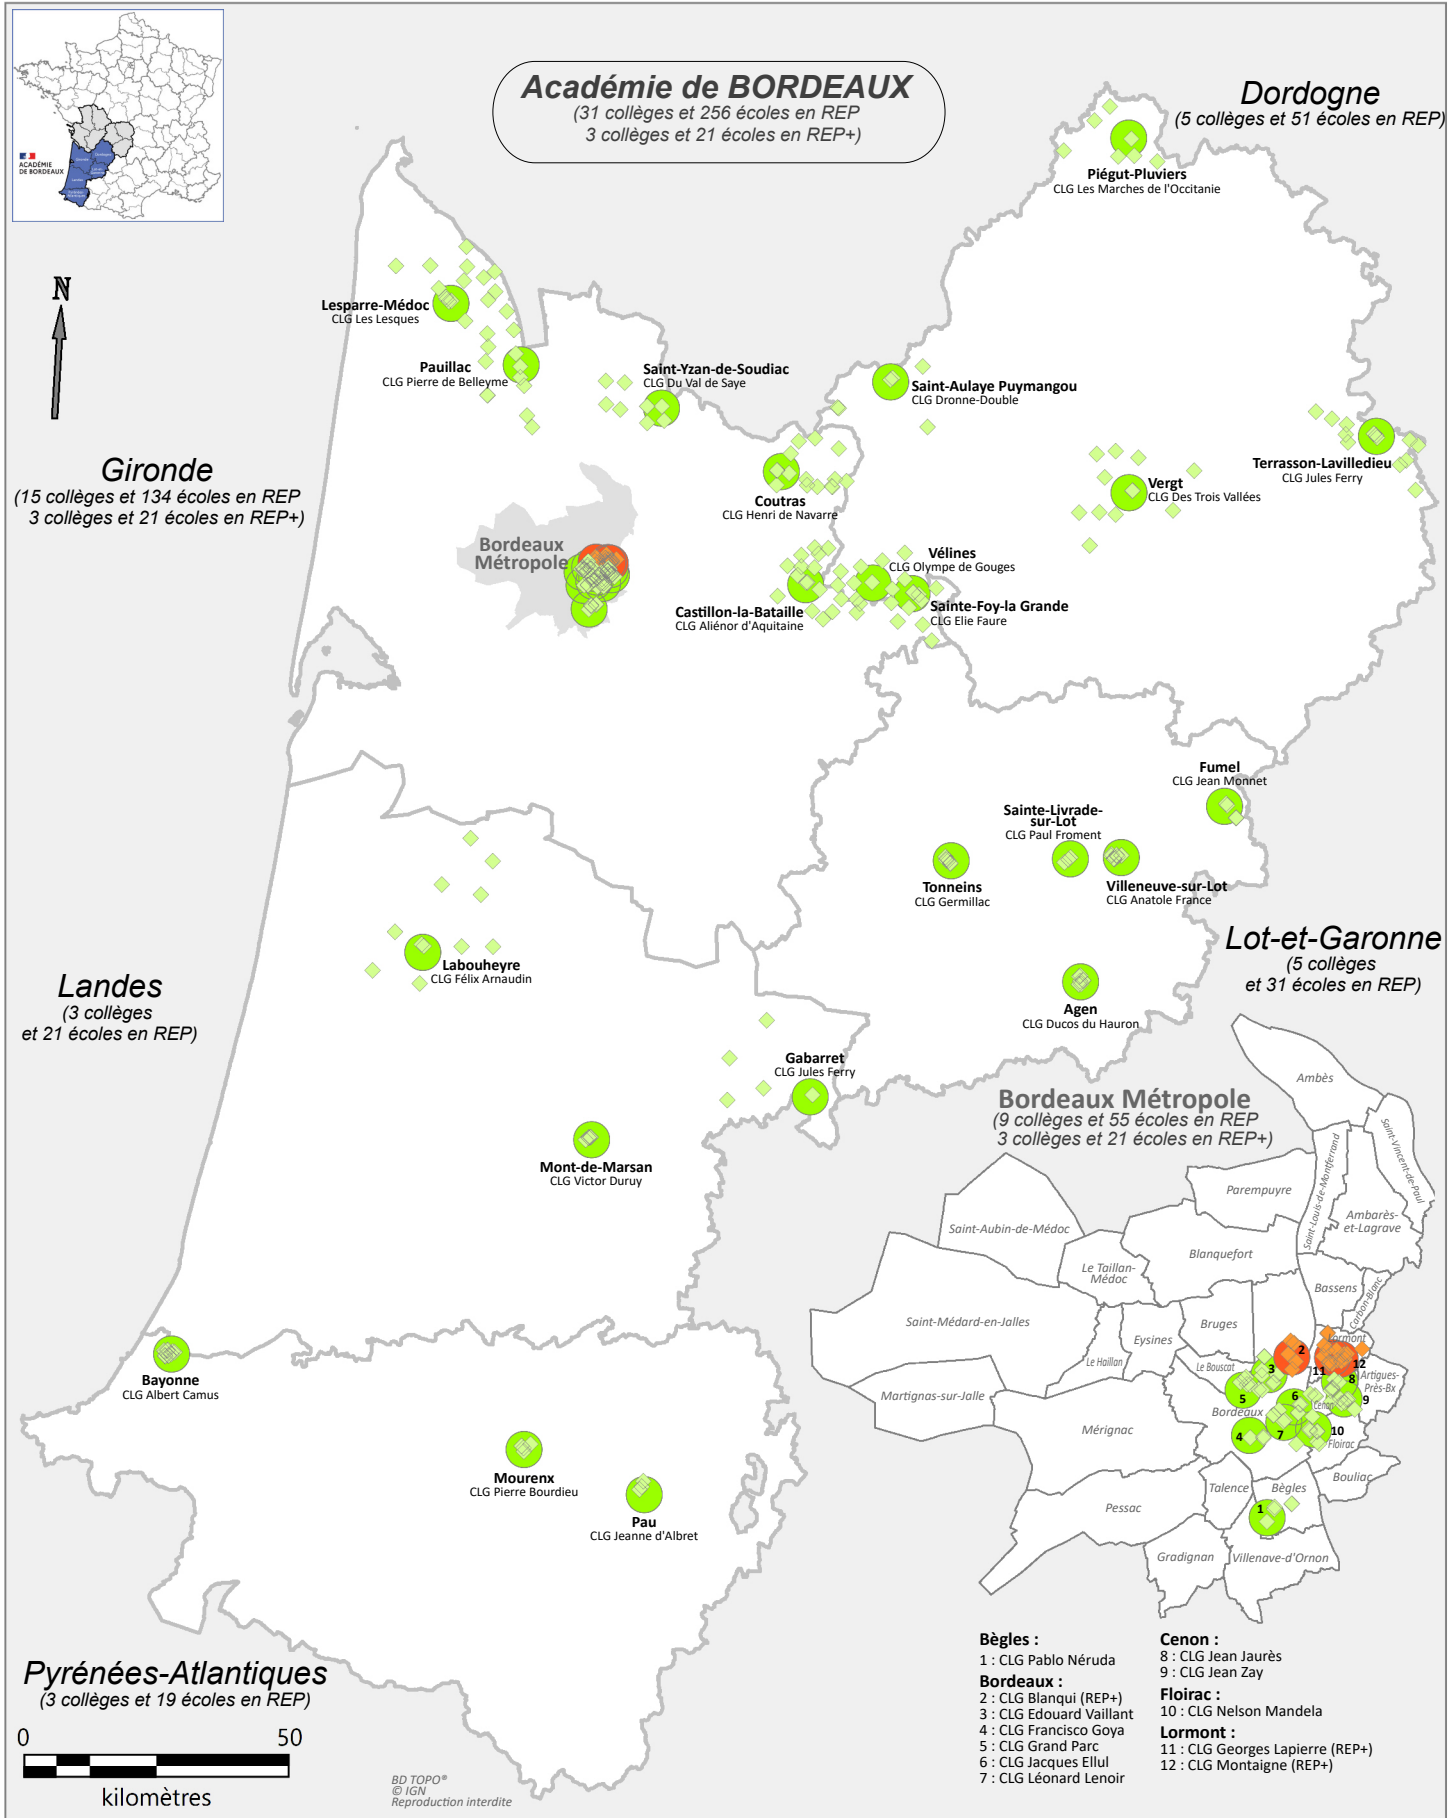 Académie de BORDEAUX
(31 collèges et 256 écoles en REP
3 collèges et 21 écoles en REP+)
ACADÉMIE
DE BORDEAUX
Dordogne
(5 collèges et 51 écoles en REP)
Piégut-Pluviers
CLG Les Marches de l'Occitanie
N
Lesparre-Médoc
CLG Les Lesques
Pauillac
CLG Pierre de Belleyme
Saint-Yzan-de-Soudiac
CLG Du Val de Saye
Saint-Aulaye Puymangou
CLG Dronne-Double
Terrasson-Lavilledieu
CLG Jules Ferry
Gironde
(15 collèges et 134 écoles en REP
3 collèges et 21 écoles en REP+)
Coutras
CLG Henri de Navarre
Vergt
CLG Des Trois Vallées
Bordeaux
Métropole
Vélines
CLG Olympe de Gouges
Castillon-la-Bataille
CLG Aliénor d'Aquitaine
Sainte-Foy-la Grande
CLG Elie Faure
Fumel
CLG Jean Monnet
Sainte-Livrade-
sur-Lot
CLG Paul Froment
Tonneins
CLG Germillac
Villeneuve-sur-Lot
CLG Anatole France
Lot-et-Garonne
(5 collèges
et 31 écoles en REP)
Labouheyre
CLG Félix Arnaudin
Landes
(3 collèges
et 21 écoles en REP)
Agen
CLG Ducos du Hauron
Gabarret
CLG Jules Ferry
Mont-de-Marsan
CLG Victor Duruy
Bordeaux Métropole
(9 collèges et 55 écoles en REP
3 collèges et 21 écoles en REP+)
Ambès
Saint-Vincent-de-Paul
Saint-Louis-de-Montferrand
Parempuyre
Ambarès-
et-Lagrave
Saint-Aubin-de-Médoc
Blanquefort
Le Taillan-
Médoc
Bassens
Carbon-Blanc
Saint-Médard-en-Jalles
Bruges
Eysines
Le Haillan
Le Bouscat
Lormont
2
11
12
3
8
Artigues-
Près-Bx
Martignas-sur-Jalle
5
6
Cenon
9
Bordeaux
Mérignac
4
7
10
Floirac
Bouliac
Talence
Bègles
Pessac
1
Gradignan
Villenave-d'Ornon
Bayonne
CLG Albert Camus
Mourenx
CLG Pierre Bourdieu
Pau
CLG Jeanne d'Albret
Pyrénées-Atlantiques
(3 collèges et 19 écoles en REP)
0
50
kilomètres
BD TOPO®
© IGN
Reproduction interdite
Bègles :
1 : CLG Pablo Néruda
Bordeaux :
2 : CLG Blanqui (REP+)
3 : CLG Edouard Vaillant
4 : CLG Francisco Goya
5 : CLG Grand Parc
6 : CLG Jacques Ellul
7 : CLG Léonard Lenoir
Cenon :
8 : CLG Jean Jaurès
9 : CLG Jean Zay
Floirac :
10 : CLG Nelson Mandela
Lormont :
11 : CLG Georges Lapierre (REP+)
12 : CLG Montaigne (REP+)